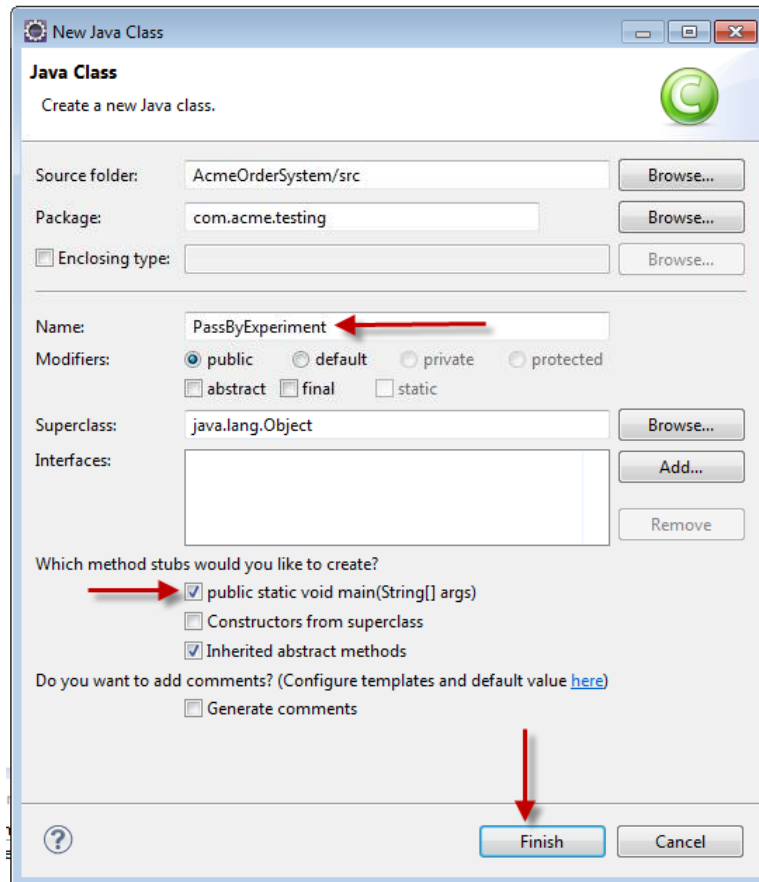 New Java Class
Java Class
Create a new Java class.
C
Source folder: AcmeOrderSystem/src Browse...
Package: com.acme.testing Browse...
Enclosing type: Browse...
Name: PassByExperiment
Modifiers: public default private protected
abstract final static
Superclass: java.lang.Object Browse...
Interfaces: Add...
Remove
Which method stubs would you like to create?
public static void main(String[] args)
Constructors from superclass
Inherited abstract methods
Do you want to add comments? (Configure templates and default value here)
Generate comments
? Finish Cancel